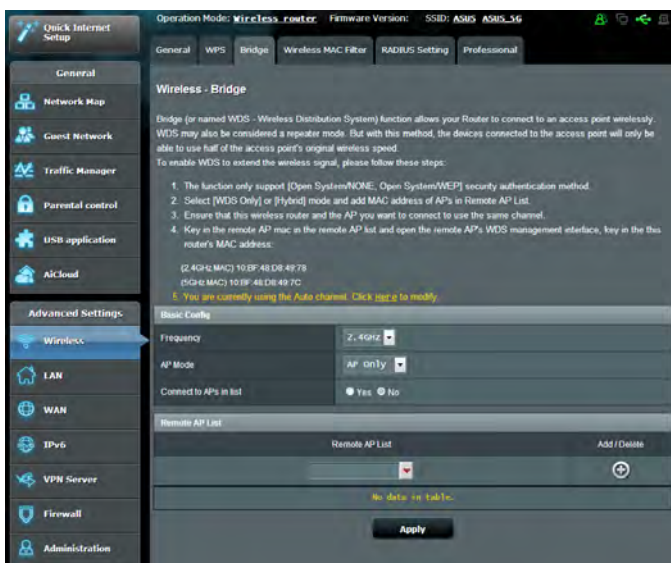 Quick Internet
Setup
Operation Mode: Wireless router Firmware Version: SSID: ASUS ASUS_5G
General WPS Bridge Wireless MAC Filter RADIUS Setting Professional
General
Network Map
Guest Network
Traffic Manager
Parental control
USB application
AiCloud
Advanced Settings
Wireless
LAN
WAN
IPv6
VPN Server
Firewall
Administration
Wireless - Bridge
Bridge (or named WDS - Wireless Distribution System) function allows your Router to connect to an access point wirelessly.
WDS may also be considered a repeater mode. But with this method, the devices connected to the access point will only be
able to use half of the access point's original wireless speed.
To enable WDS to extend the wireless signal, please follow these steps:
1. The function only support [Open System/NONE, Open System/WEP] security authentication method.
2. Select [WDS Only] or [Hybrid] mode and add MAC address of APs in Remote AP List.
3. Ensure that this wireless router and the AP you want to connect to use the same channel.
4. Key in the remote AP mac in the remote AP list and open the remote AP's WDS management interface, key in the this
router's MAC address:
(2.4GHz MAC) 10:BF:48:D8:49:78
(5GHz MAC) 10:BF:48:D8:49:7C
5. You are currently using the Auto channel. Click Here to modify.
Basic Config
Frequency 2.4GHz
AP Mode AP Only
Connect to APs in list Yes No
Remote AP List
Remote AP List Add / Delete
No data in table.
Apply